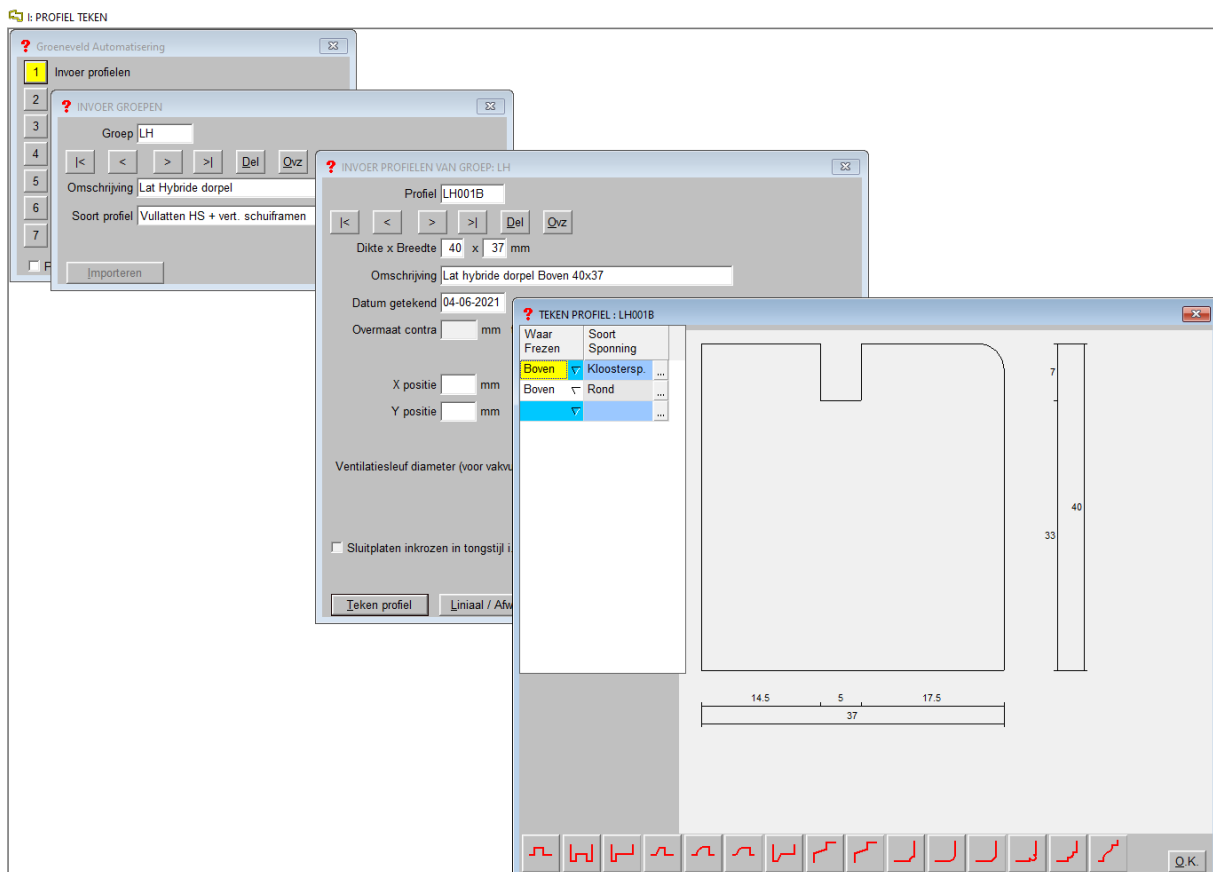 I: PROFIEL TEKEN
? Groeneveld Automatisering
1 Invoer profielen
2
3
4
5
6
7
? INVOER GROEPEN
Groep LH
|< < > >| Del Ovz
Omschrijving Lat Hybride dorpel
Soort profiel Vullatten HS + vert. schuiframen
Importeren
? INVOER PROFIELEN VAN GROEP: LH
Profiel LH001B
|< < > >| Del Ovz
Dikte x Breedte 40 x 37 mm
Omschrijving Lat hybride dorpel Boven 40x37
Datum getekend 04-06-2021
Overmaat contra mm
X positie mm
Y positie mm
Ventilatiesleuf diameter (voor vakvu
Sluitplaten inkrozen in tongstijl i.
Teken profiel Liniaal / Afw
? TEKEN PROFIEL : LH001B
Waar Soort
Frezen Sponning
Boven Kloostersp. ...
Boven Rond ...
...
7
40
33
14.5 5 17.5
37
O.K.